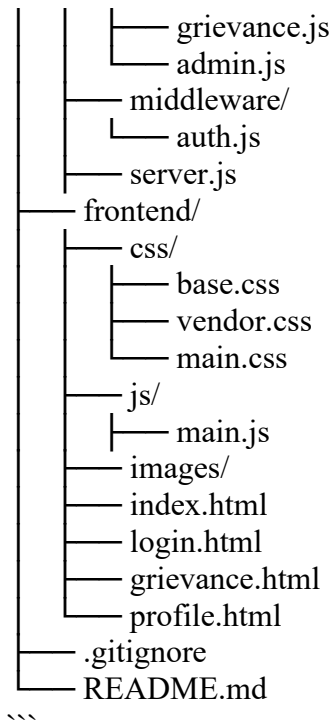 │   │   ├── grievance.js
│   │   └── admin.js
│   ├── middleware/
│   │   └── auth.js
│   ├── server.js
├── frontend/
│   ├── css/
│   │   ├── base.css
│   │   ├── vendor.css
│   │   └── main.css
│   ├── js/
│   │   ├── main.js
│   ├── images/
│   ├── index.html
│   ├── login.html
│   ├── grievance.html
│   └── profile.html
├── .gitignore
└── README.md
```